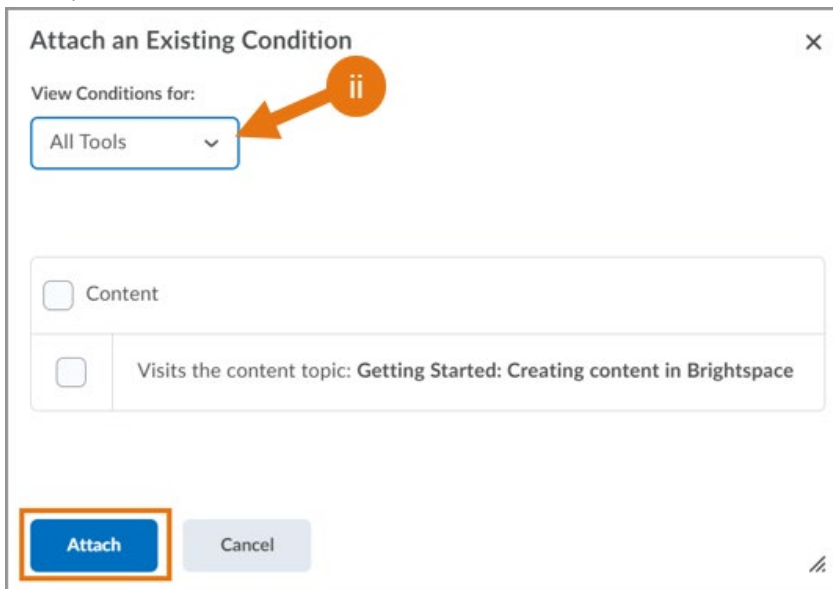 Attach an Existing Condition
View Conditions for:
ii
All Tools
Content
Visits the content topic: Getting Started: Creating content in Brightspace
Attach Cancel